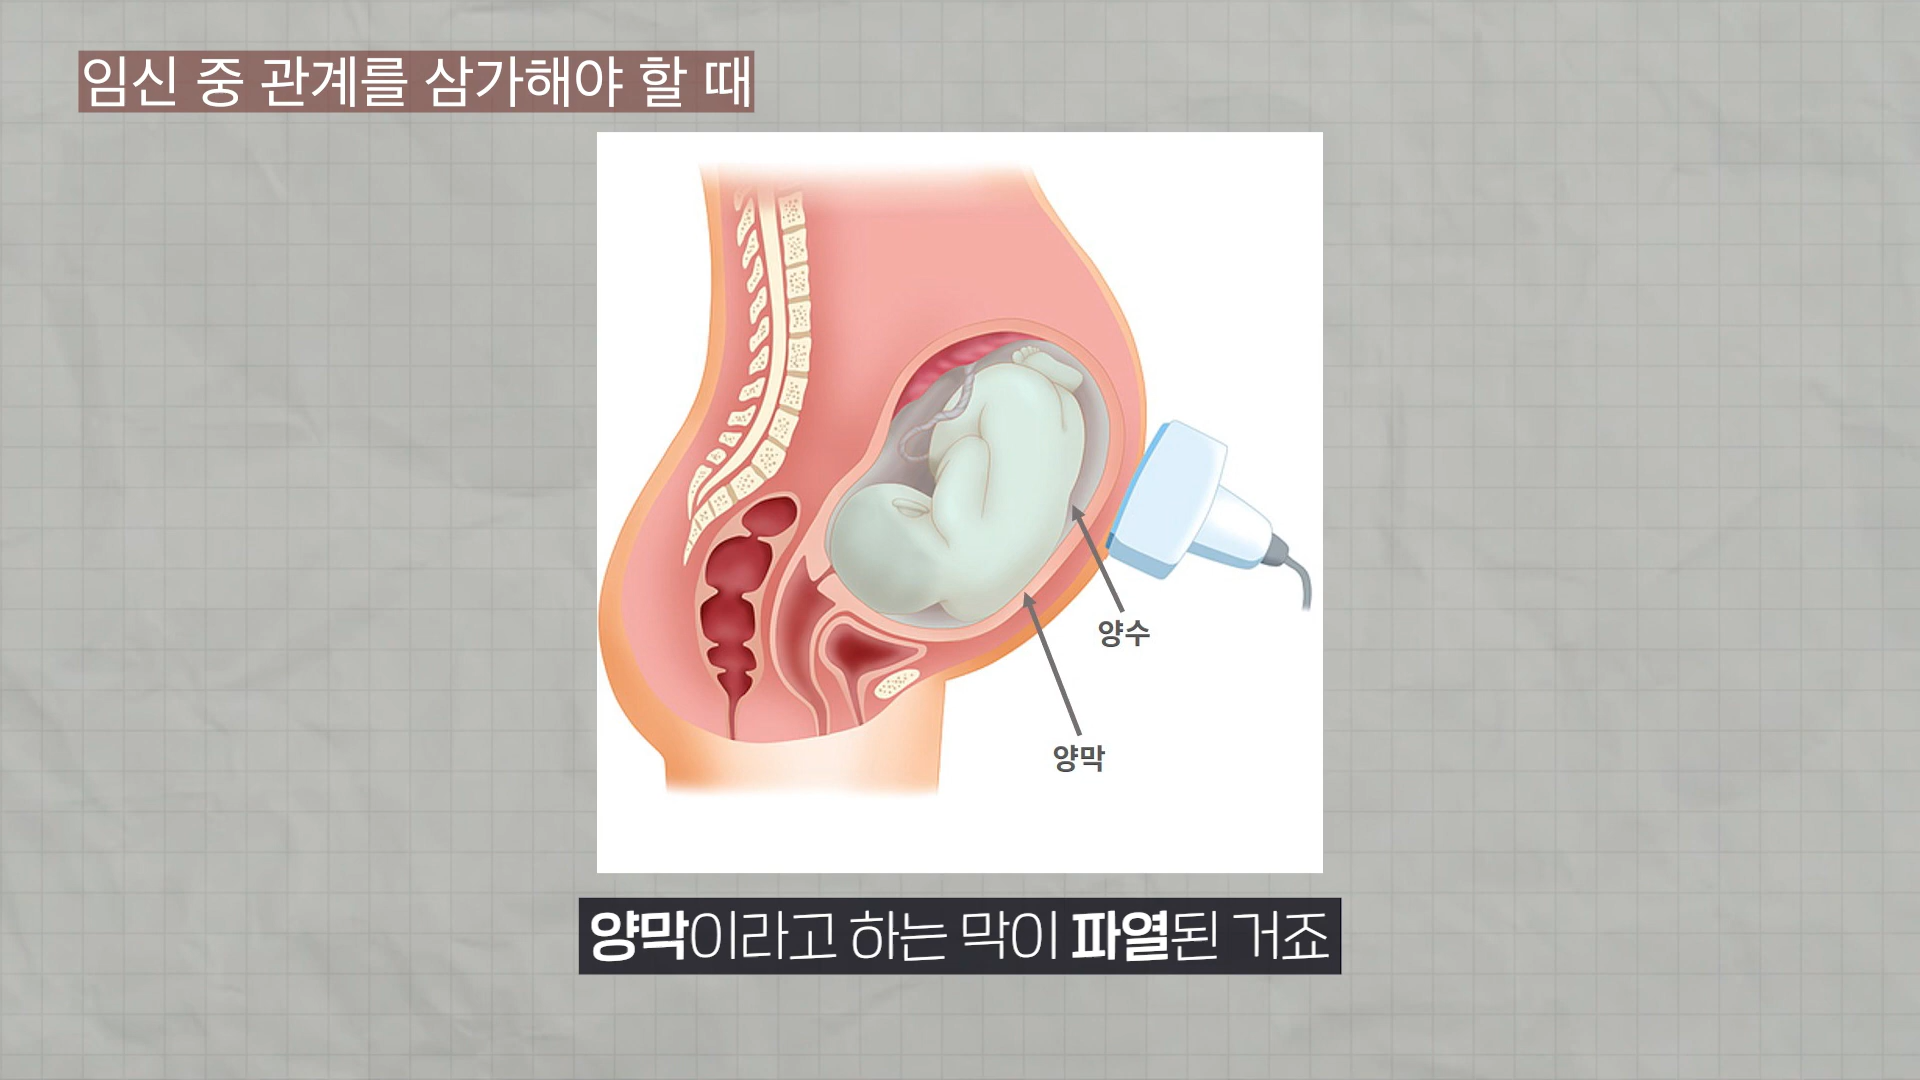 임신 중 관계를 삼가해야 할 때
양수
양막
양막이라고 하는 막이 파열된 거죠